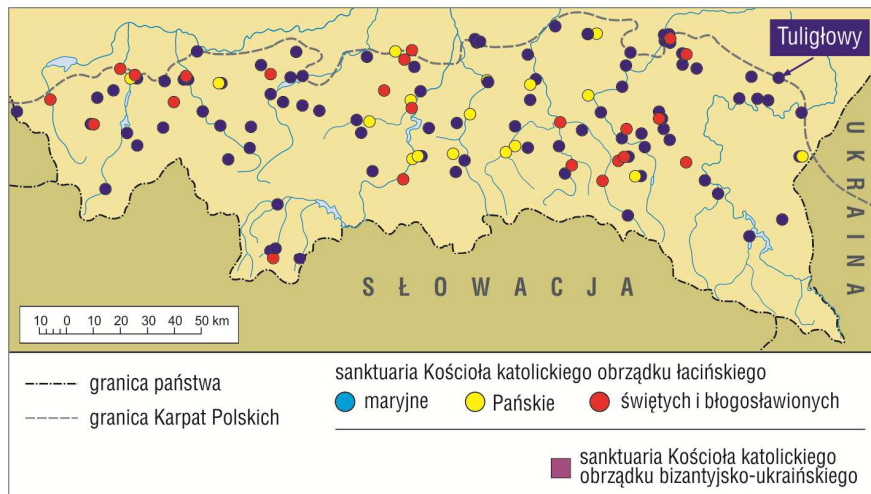 Tuligłowy
UKRAINA
SŁOWACJA
10 0 10 20 30 40 50 km
granica państwa
granica Karpat Polskich
sanktuaria Kościoła katolickiego obrządku łacińskiego
maryjne
Pańskie
świętych i błogosławionych
sanktuaria Kościoła katolickiego
obrządku bizantyjsko-ukraińskiego